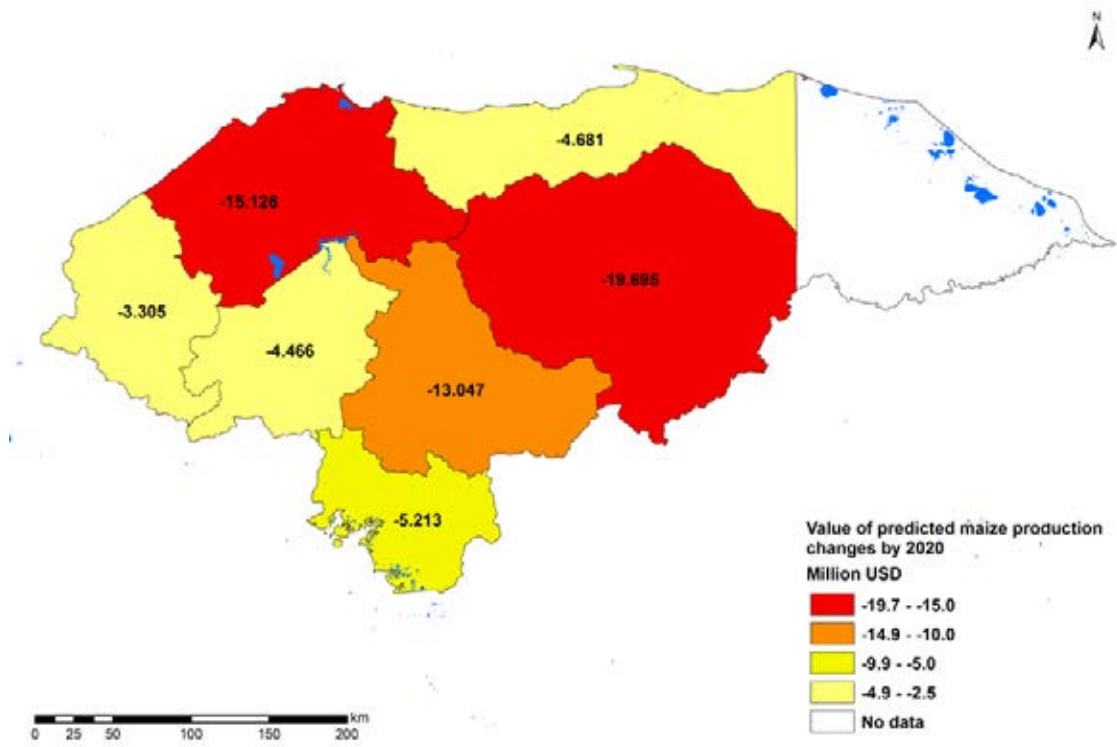 N
-4.681
-15.126
-19.695
-3.305
-4.466
-13.047
-5.213
Value of predicted maize production
changes by 2020
Million USD
-19.7 - -15.0
-14.9 - -10.0
-9.9 - -5.0
-4.9 - -2.5
No data
km
0 25 50 100 150 200